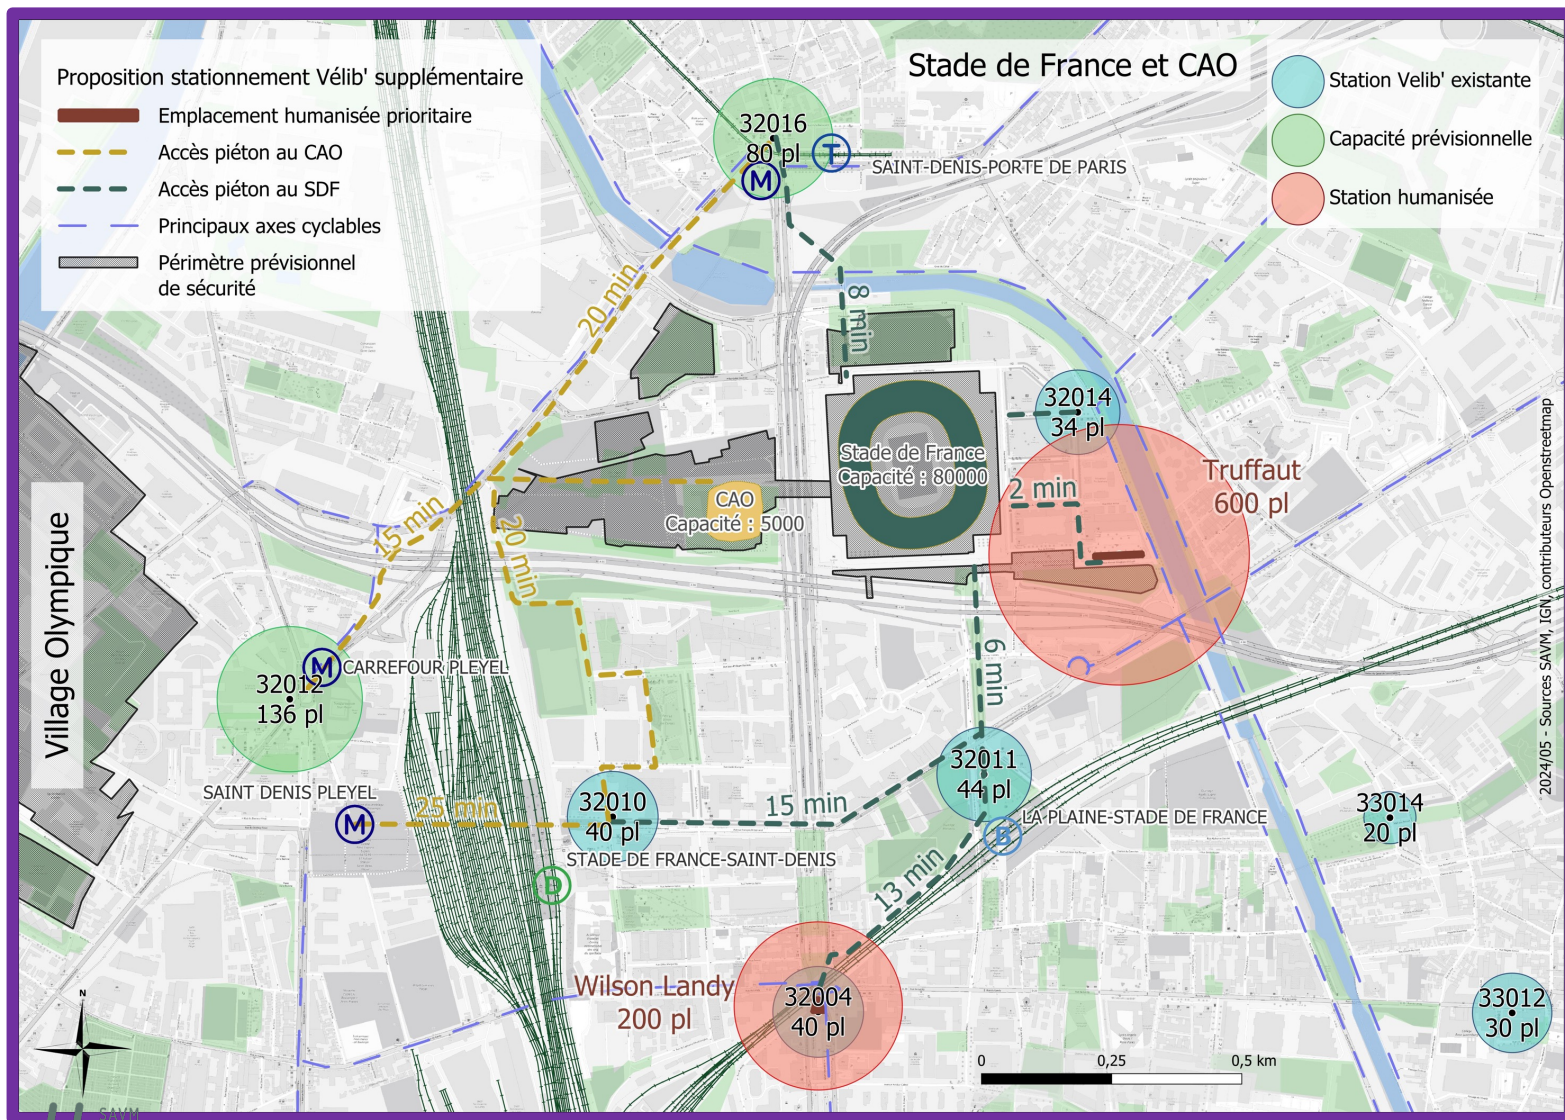 Proposition stationnement Vélib' supplémentaire
Emplacement humanisée prioritaire
Accès piéton au CAO
Accès piéton au SDF
Principaux axes cyclables
Périmètre prévisionnel
de sécurité
Stade de France et CAO
Station Velib' existante
Capacité prévisionnelle
Station humanisée
32016
80 pl
T
M
SAINT-DENIS-PORTE DE PARIS
20 min
8 min
32014
34 pl
Stade de France
Capacité : 80000
Truffaut
600 pl
2 min
CAO
Capacité : 5000
15 min
20 min
Village Olympique
M
CARREFOUR PLEYEL
32012
136 pl
6 min
SAINT DENIS PLEYEL
M
25 min
32010
40 pl
15 min
32011
44 pl
LA PLAINE-STADE DE FRANCE
B
33014
20 pl
STADE DE FRANCE-SAINT-DENIS
D
13 min
Wilson Landy
200 pl
32004
40 pl
33012
30 pl
N
0
0,25
0,5 km
SAVM
2024/05 - Sources SAVM, IGN, contributeurs Openstreetmap